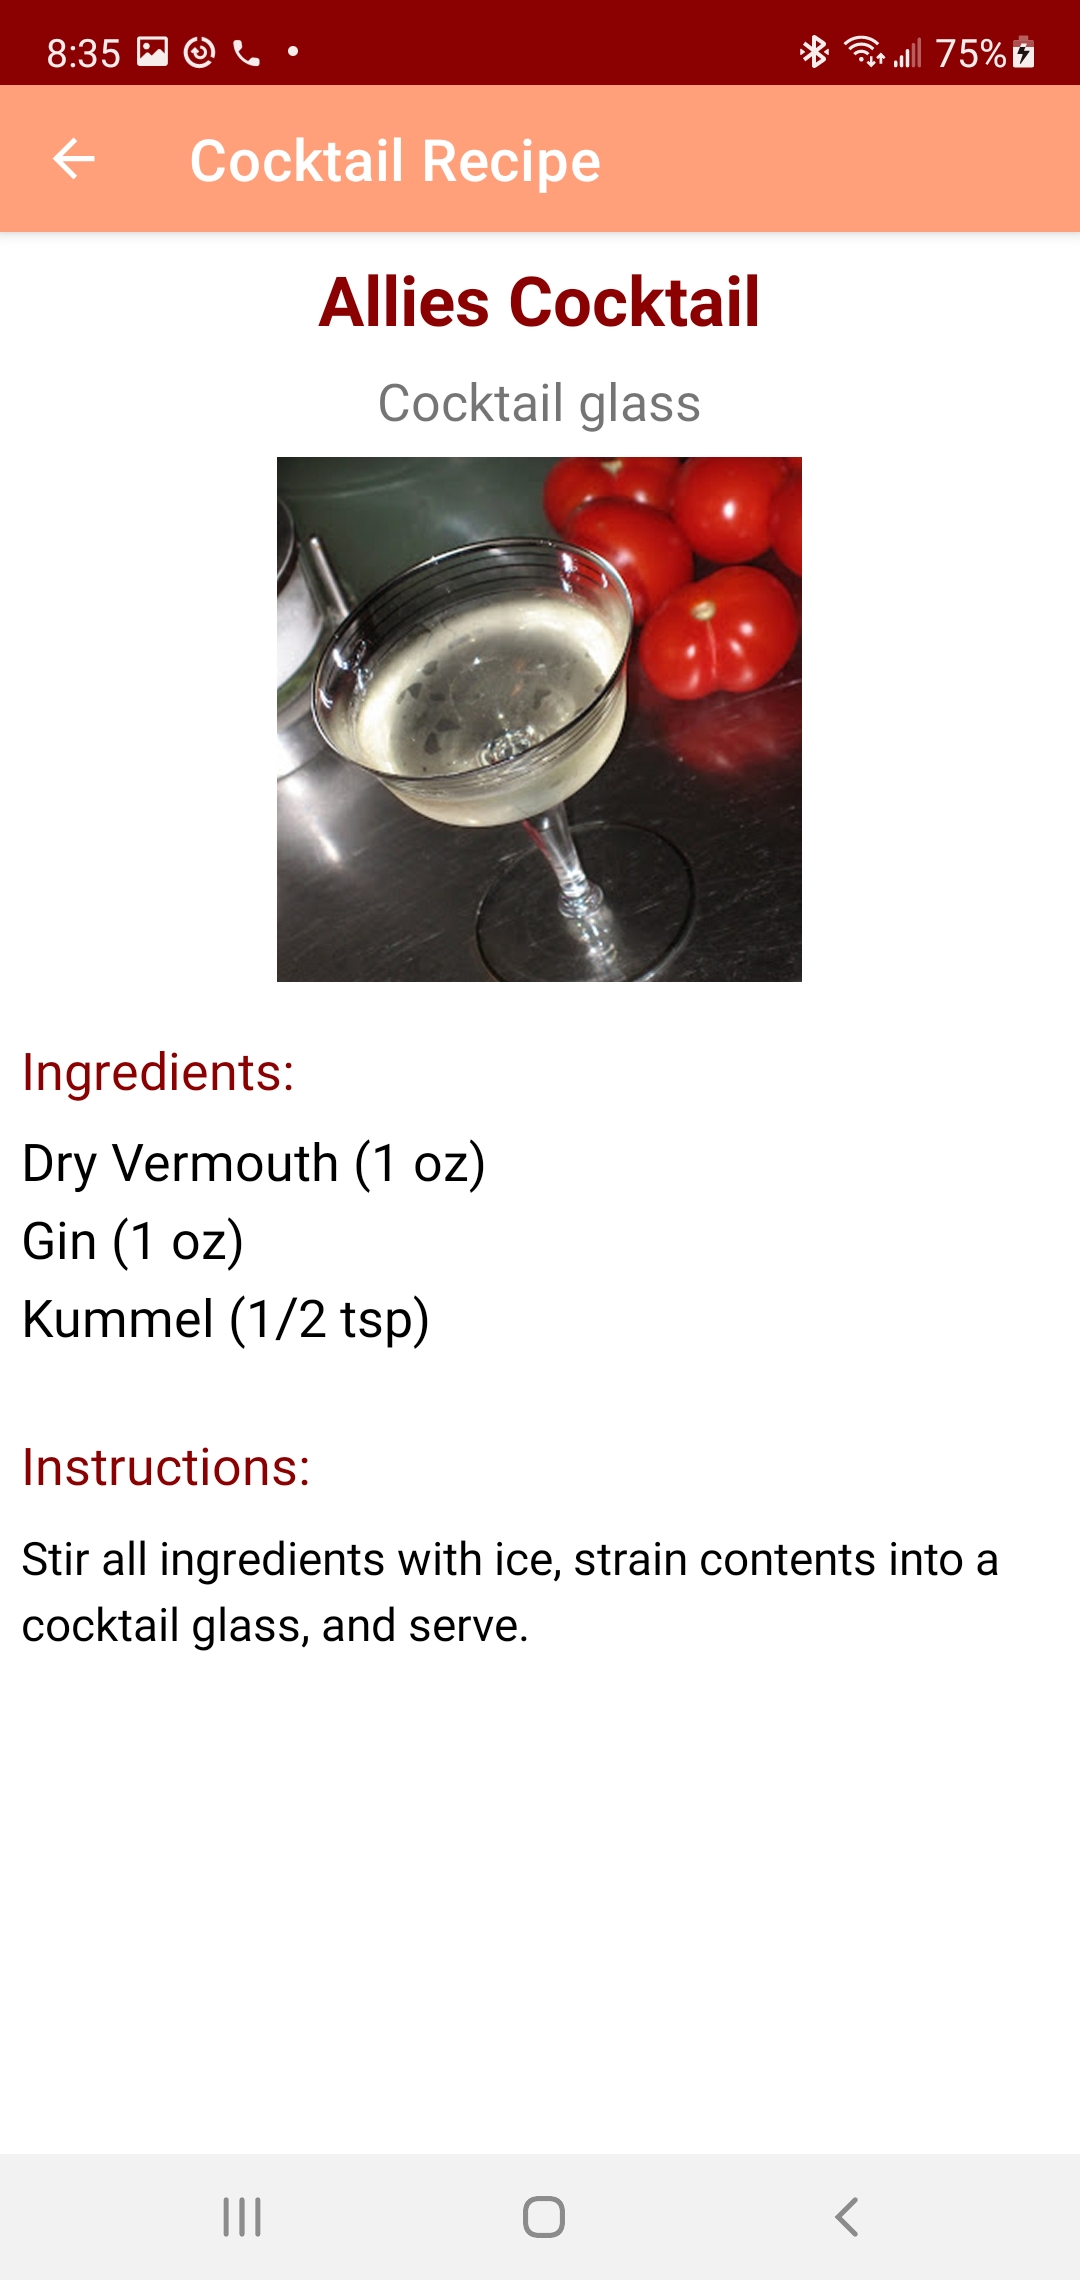 8:35 75%
Cocktail Recipe
Allies Cocktail
Cocktail glass
Ingredients:
Dry Vermouth (1 oz)
Gin (1 oz)
Kummel (1/2 tsp)
Instructions:
Stir all ingredients with ice, strain contents into a
cocktail glass, and serve.